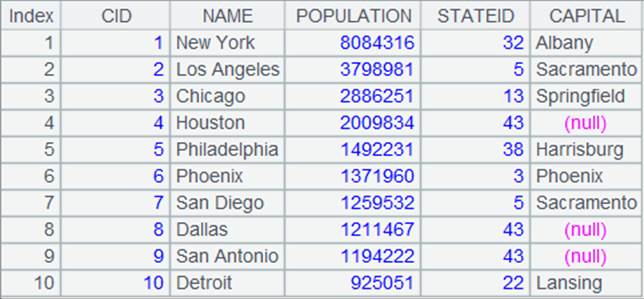 Index CID NAME POPULATION STATEID CAPITAL
1 1 New York 8084316 32 Albany
2 2 Los Angeles 3798981 5 Sacramento
3 3 Chicago 2886251 13 Springfield
4 4 Houston 2009834 43 (null)
5 5 Philadelphia 1492231 38 Harrisburg
6 6 Phoenix 1371960 3 Phoenix
7 7 San Diego 1259532 5 Sacramento
8 8 Dallas 1211467 43 (null)
9 9 San Antonio 1194222 43 (null)
10 10 Detroit 925051 22 Lansing